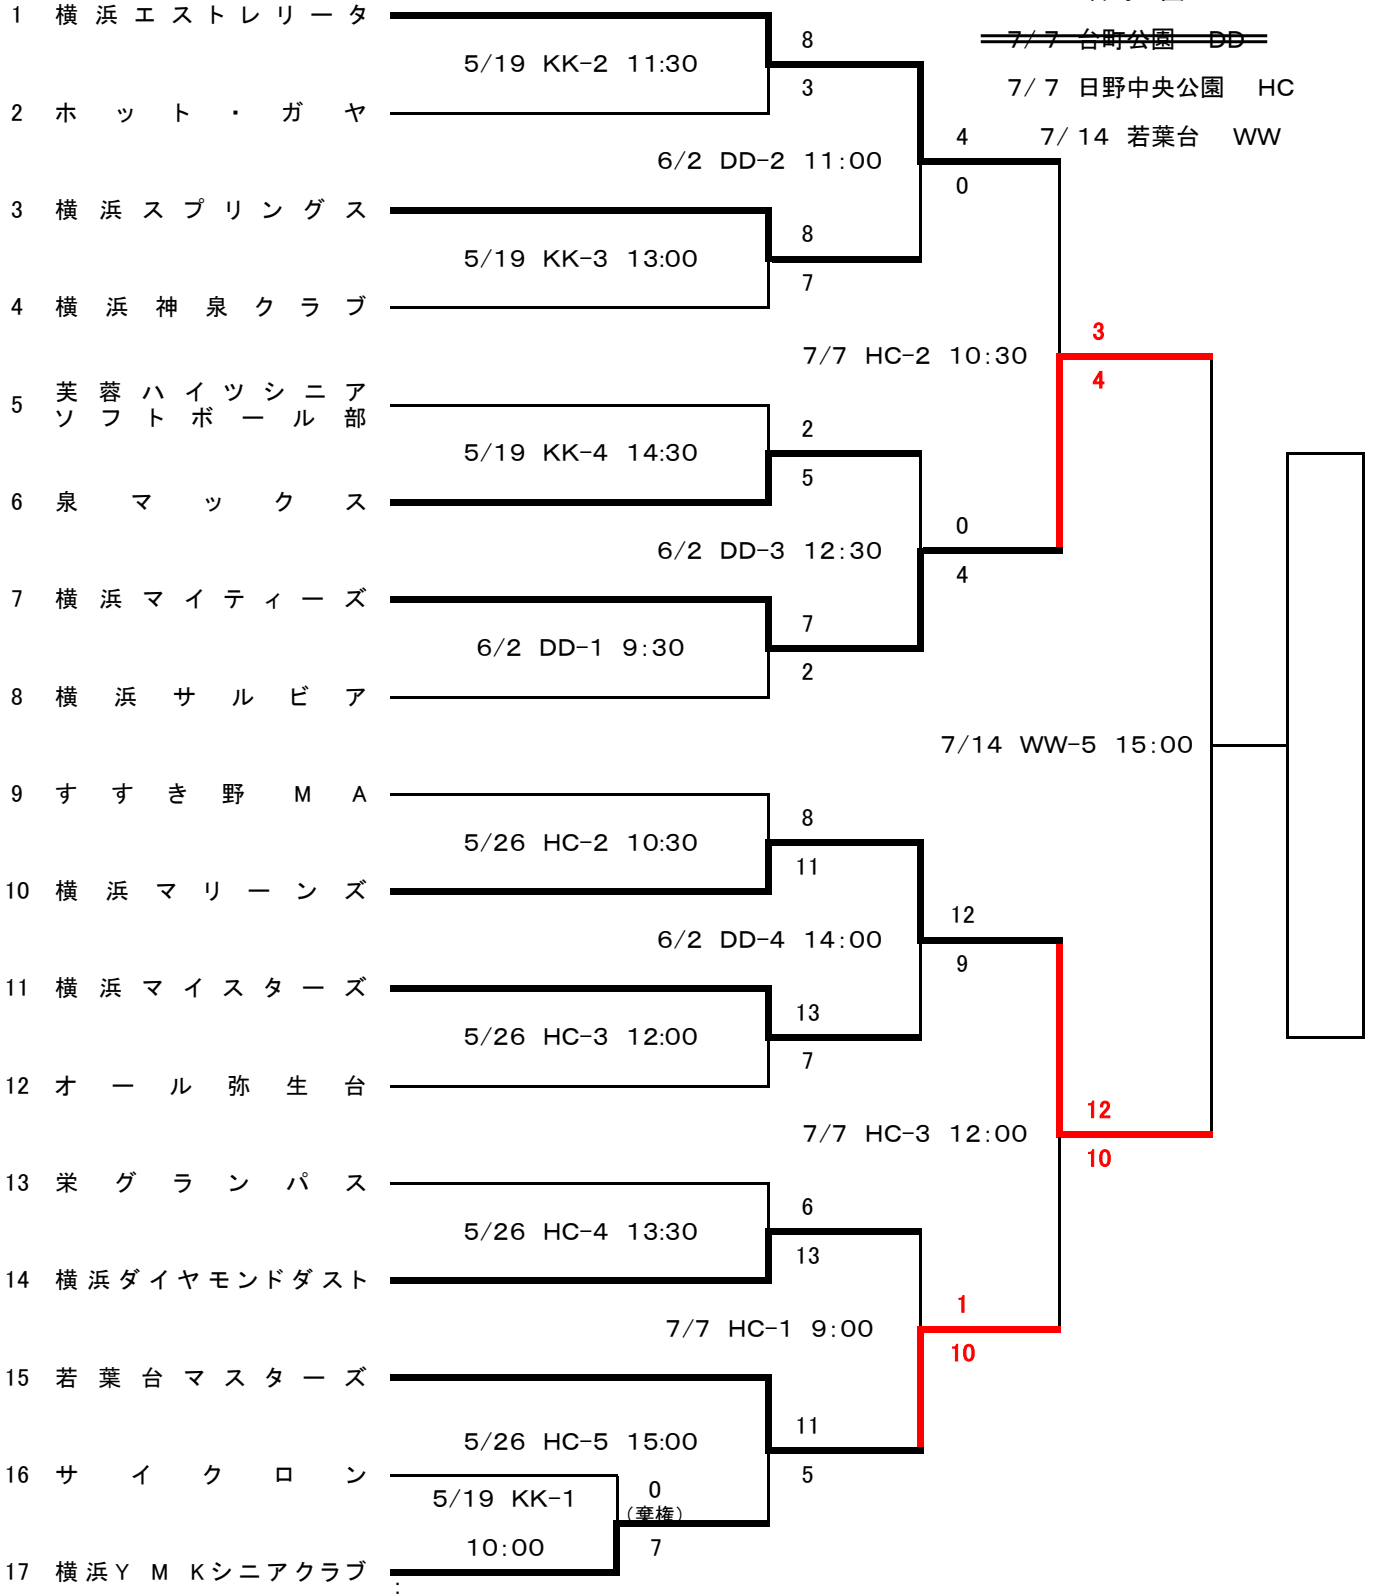 1 横浜エストレリータ
8
7/ 7 台町公園 DD
5/19 KK-2 11:30
3
7/ 7 日野中央公園 HC
2 ホット・ガヤ
4
7/ 14 若葉台 WW
6/2 DD-2 11:00
0
3 横浜スプリングス
8
5/19 KK-3 13:00
7
4 横浜神泉クラブ
3
7/7 HC-2 10:30
4
5 芙蓉ハイツシニア
ソフトボール部
2
5/19 KK-4 14:30
5
6 泉マックス
0
6/2 DD-3 12:30
4
7 横浜マイティーズ
7
6/2 DD-1 9:30
2
8 横浜サルビア
7/14 WW-5 15:00
9 すすき野MA
8
5/26 HC-2 10:30
11
10 横浜マリーンズ
12
6/2 DD-4 14:00
9
11 横浜マイスターズ
13
5/26 HC-3 12:00
7
12 オール弥生台
12
7/7 HC-3 12:00
10
13 栄グランパス
6
5/26 HC-4 13:30
13
14 横浜ダイヤモンドダスト
1
7/7 HC-1 9:00
10
15 若葉台マスターズ
11
5/26 HC-5 15:00
5
16 サイクロン
5/19 KK-1
0
(棄権)
10:00
7
17 横浜YMKシニアクラブ
: